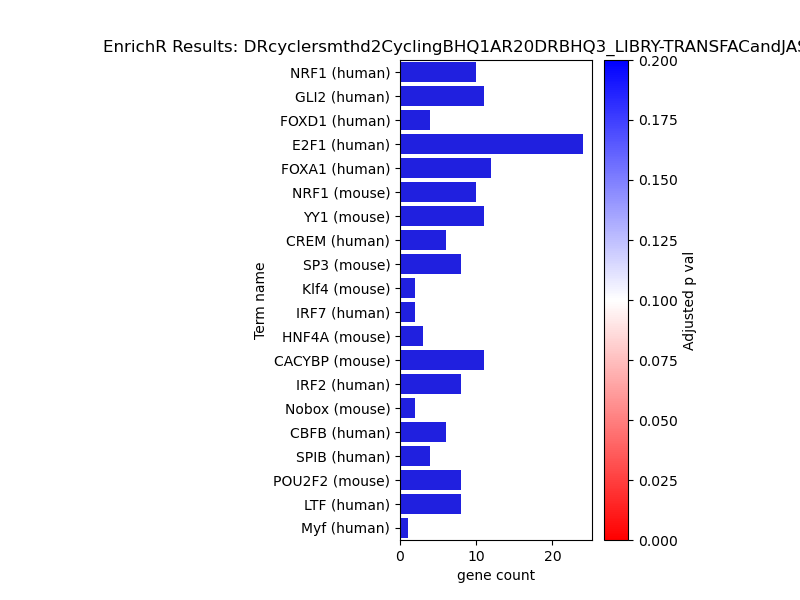 EnrichR Results: DRcyclersmthd2CyclingBHQ1AR20DRBHQ3_LIBRY-TRANSFACandJAS
NRF1 (human)
GLI2 (human)
FOXD1 (human)
E2F1 (human)
FOXA1 (human)
NRF1 (mouse)
YY1 (mouse)
CREM (human)
SP3 (mouse)
Klf4 (mouse)
IRF7 (human)
HNF4A (mouse)
CACYBP (mouse)
IRF2 (human)
Nobox (mouse)
CBFB (human)
SPIB (human)
POU2F2 (mouse)
LTF (human)
Myf (human)
Term name
0 10 20
gene count
0.200
0.175
0.150
0.125
0.100
0.075
0.050
0.025
0.000
Adjusted p val